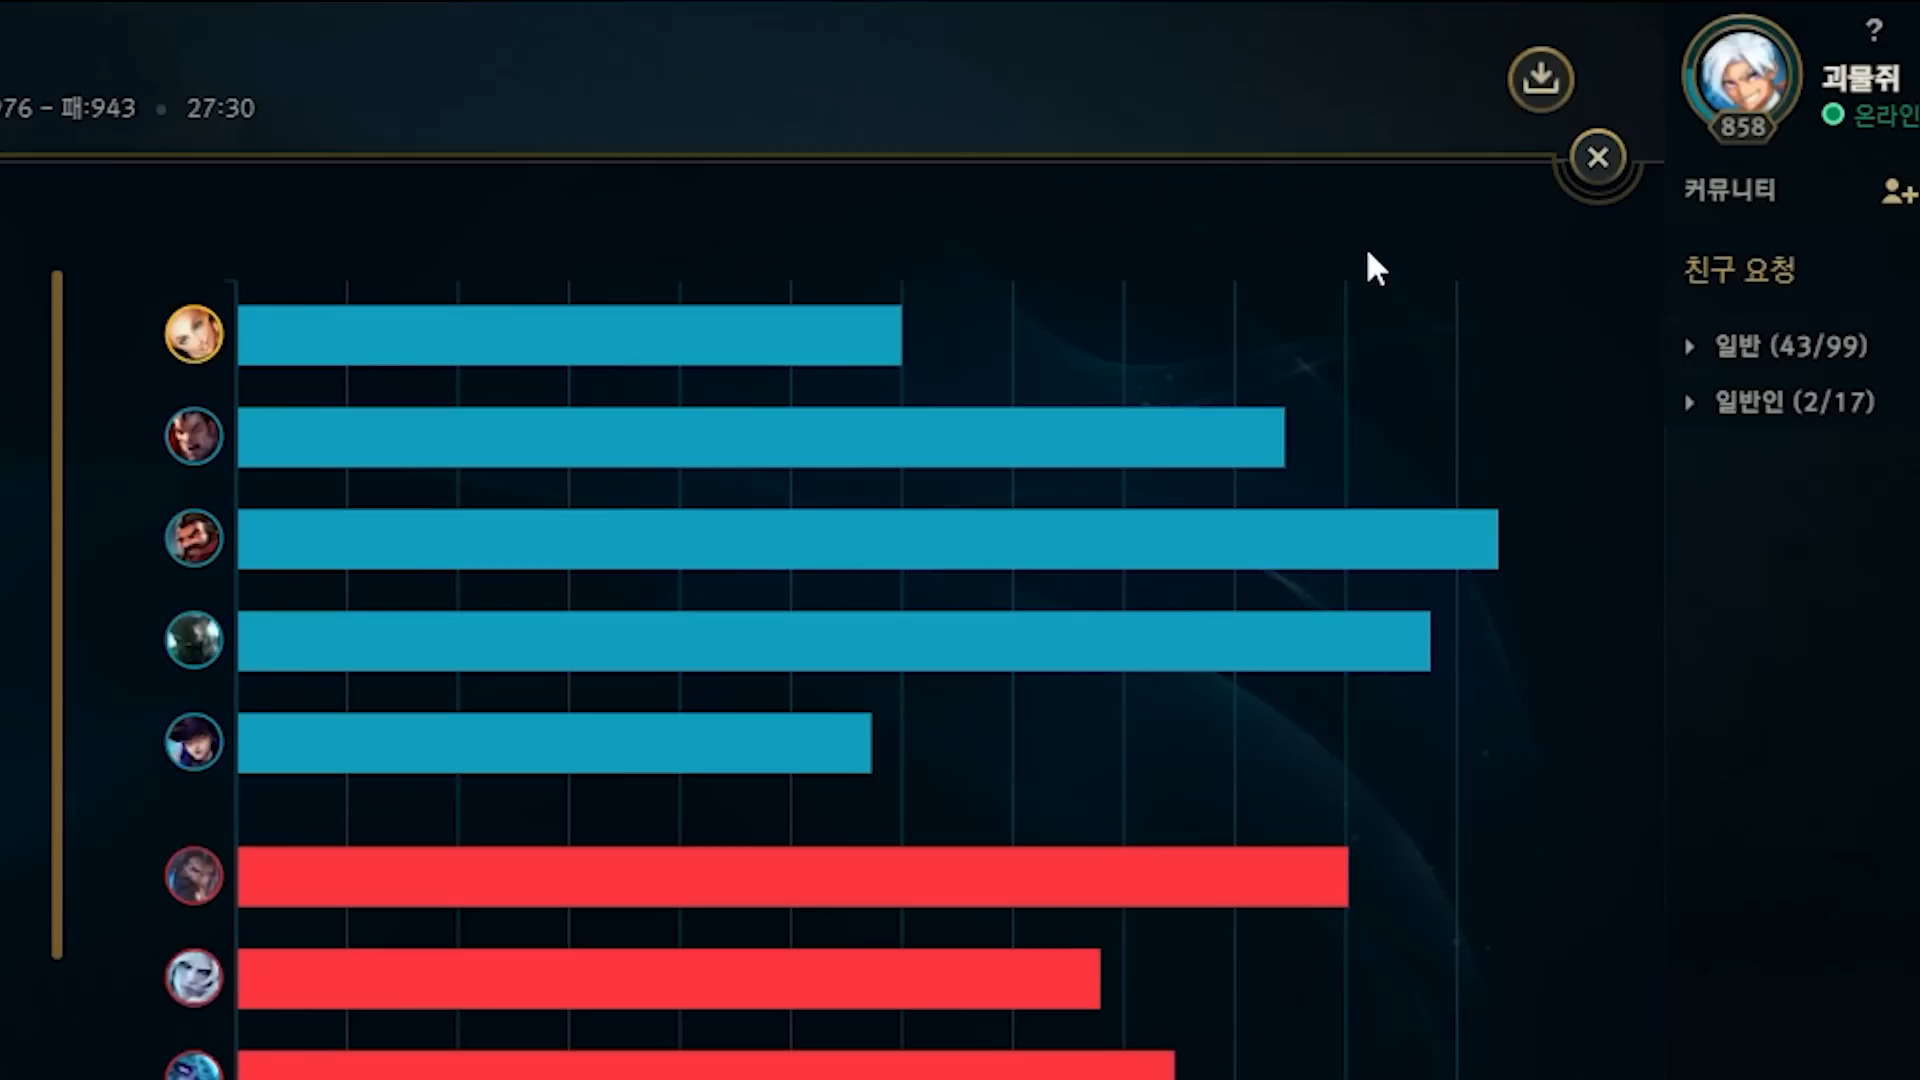 76 – 패:943 • 27:30
?
괴물쥐
온라인
858
커뮤니티
친구 요청
일반 (43/99)
일반인 (2/17)